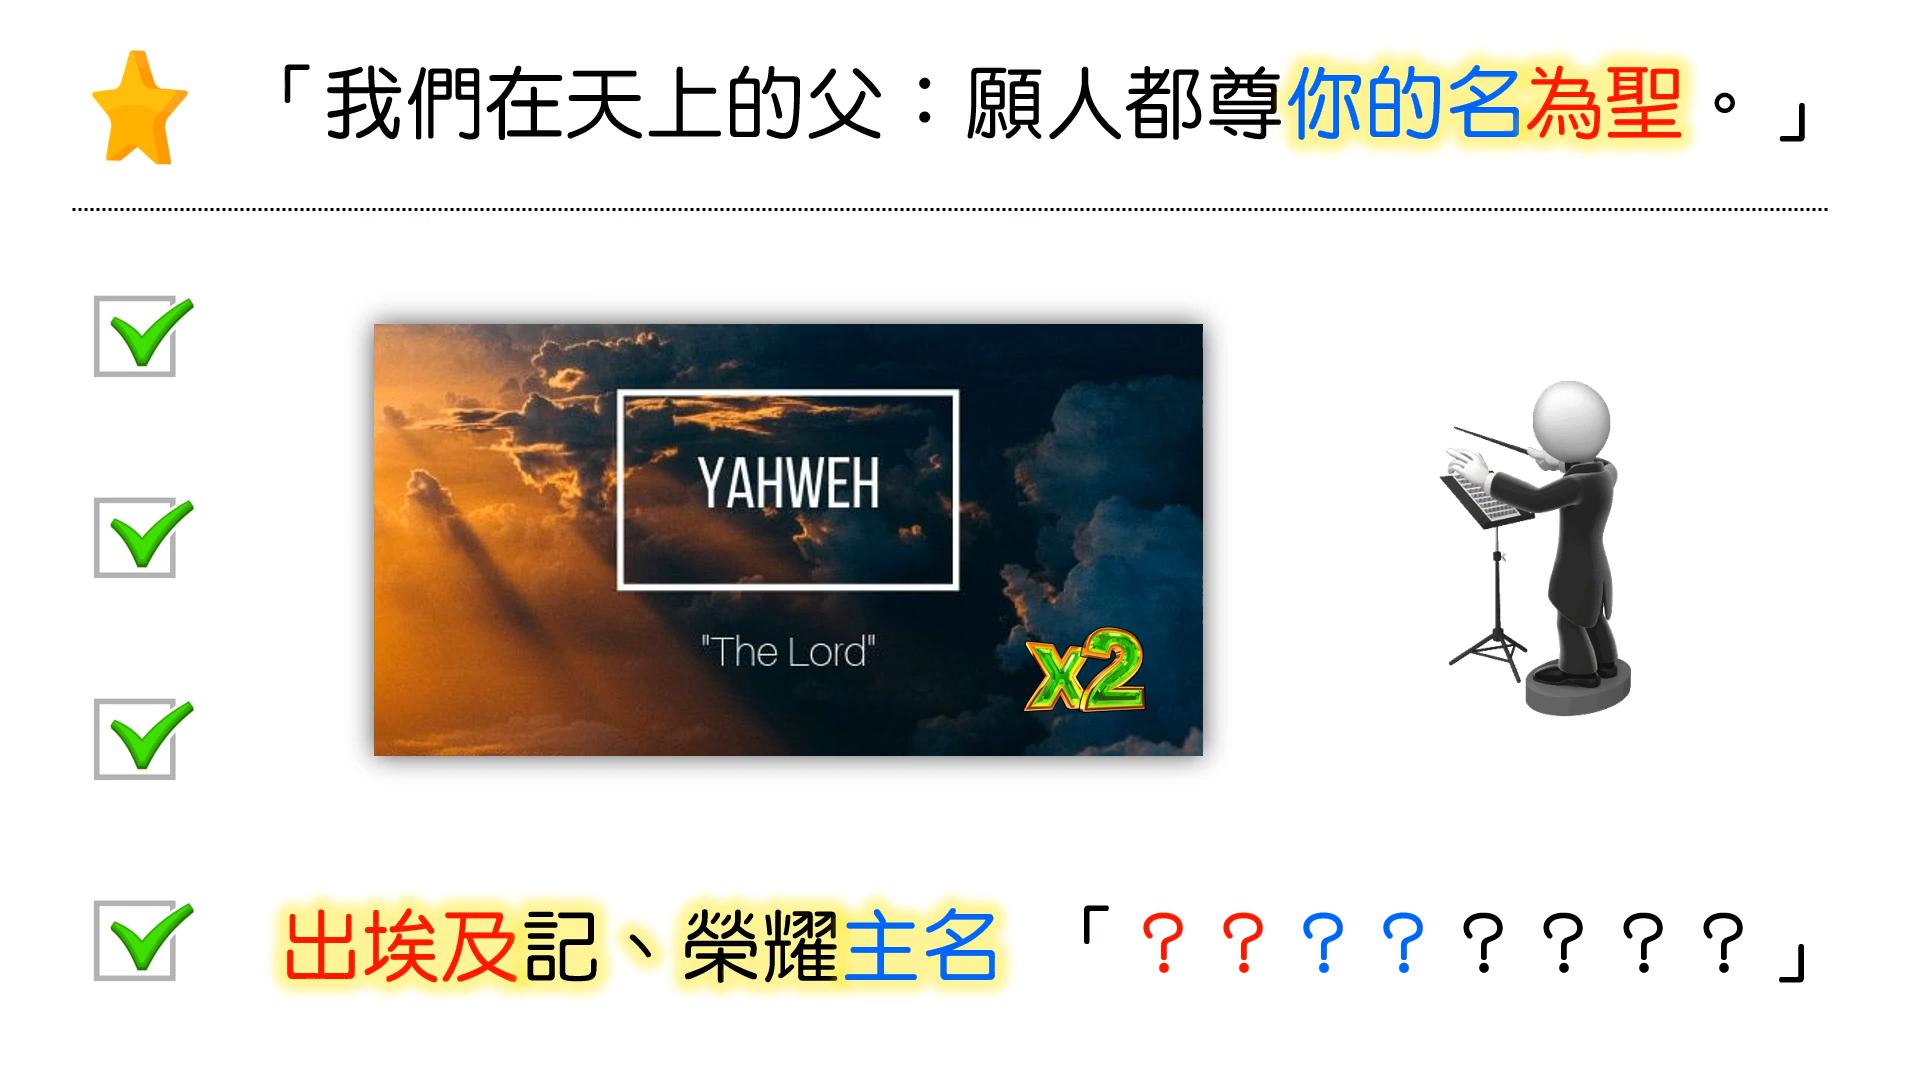 「我們在天上的父：願人都尊你的名為聖。」
YAHWEH
"The Lord"
x2
出埃及記、榮耀主名 「？？？？？？？？」